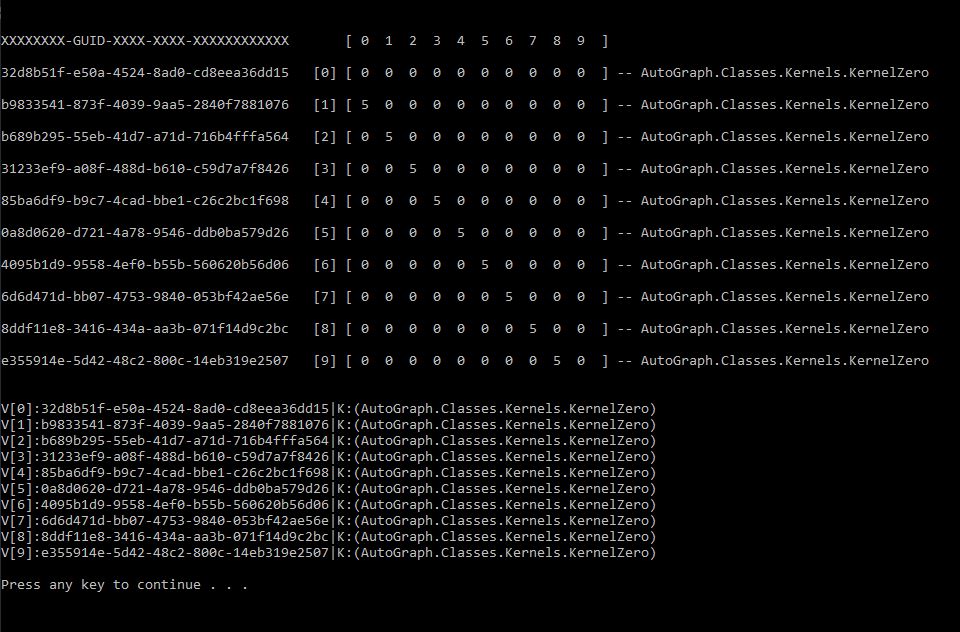 XXXXXXXX-GUID-XXXX-XXXX-XXXXXXXXXXXX [ 0 1 2 3 4 5 6 7 8 9 ]
32d8b51f-e50a-4524-8ad0-cd8eea36dd15 [0] [ 0 0 0 0 0 0 0 0 0 0 ] -- AutoGraph.Classes.Kernels.KernelZero
b9833541-873f-4039-9aa5-2840f7881076 [1] [ 5 0 0 0 0 0 0 0 0 0 ] -- AutoGraph.Classes.Kernels.KernelZero
b689b295-55eb-41d7-a71d-716b4fffa564 [2] [ 0 5 0 0 0 0 0 0 0 0 ] -- AutoGraph.Classes.Kernels.KernelZero
31233ef9-a08f-488d-b610-c59d7a7f8426 [3] [ 0 0 5 0 0 0 0 0 0 0 ] -- AutoGraph.Classes.Kernels.KernelZero
85ba6df9-b9c7-4cad-bbe1-c26c2bc1f698 [4] [ 0 0 0 5 0 0 0 0 0 0 ] -- AutoGraph.Classes.Kernels.KernelZero
0a8d0620-d721-4a78-9546-ddb0ba579d26 [5] [ 0 0 0 0 5 0 0 0 0 0 ] -- AutoGraph.Classes.Kernels.KernelZero
4095b1d9-9558-4ef0-b55b-560620b56d06 [6] [ 0 0 0 0 0 5 0 0 0 0 ] -- AutoGraph.Classes.Kernels.KernelZero
6d6d471d-bb07-4753-9840-053bf42ae56e [7] [ 0 0 0 0 0 0 5 0 0 0 ] -- AutoGraph.Classes.Kernels.KernelZero
8ddf11e8-3416-434a-aa3b-071f14d9c2bc [8] [ 0 0 0 0 0 0 0 5 0 0 ] -- AutoGraph.Classes.Kernels.KernelZero
e355914e-5d42-48c2-800c-14eb319e2507 [9] [ 0 0 0 0 0 0 0 0 5 0 ] -- AutoGraph.Classes.Kernels.KernelZero
V[0]:32d8b51f-e50a-4524-8ad0-cd8eea36dd15|K:(AutoGraph.Classes.Kernels.KernelZero)
V[1]:b9833541-873f-4039-9aa5-2840f7881076|K:(AutoGraph.Classes.Kernels.KernelZero)
V[2]:b689b295-55eb-41d7-a71d-716b4fffa564|K:(AutoGraph.Classes.Kernels.KernelZero)
V[3]:31233ef9-a08f-488d-b610-c59d7a7f8426|K:(AutoGraph.Classes.Kernels.KernelZero)
V[4]:85ba6df9-b9c7-4cad-bbe1-c26c2bc1f698|K:(AutoGraph.Classes.Kernels.KernelZero)
V[5]:0a8d0620-d721-4a78-9546-ddb0ba579d26|K:(AutoGraph.Classes.Kernels.KernelZero)
V[6]:4095b1d9-9558-4ef0-b55b-560620b56d06|K:(AutoGraph.Classes.Kernels.KernelZero)
V[7]:6d6d471d-bb07-4753-9840-053bf42ae56e|K:(AutoGraph.Classes.Kernels.KernelZero)
V[8]:8ddf11e8-3416-434a-aa3b-071f14d9c2bc|K:(AutoGraph.Classes.Kernels.KernelZero)
V[9]:e355914e-5d42-48c2-800c-14eb319e2507|K:(AutoGraph.Classes.Kernels.KernelZero)
Press any key to continue . . .